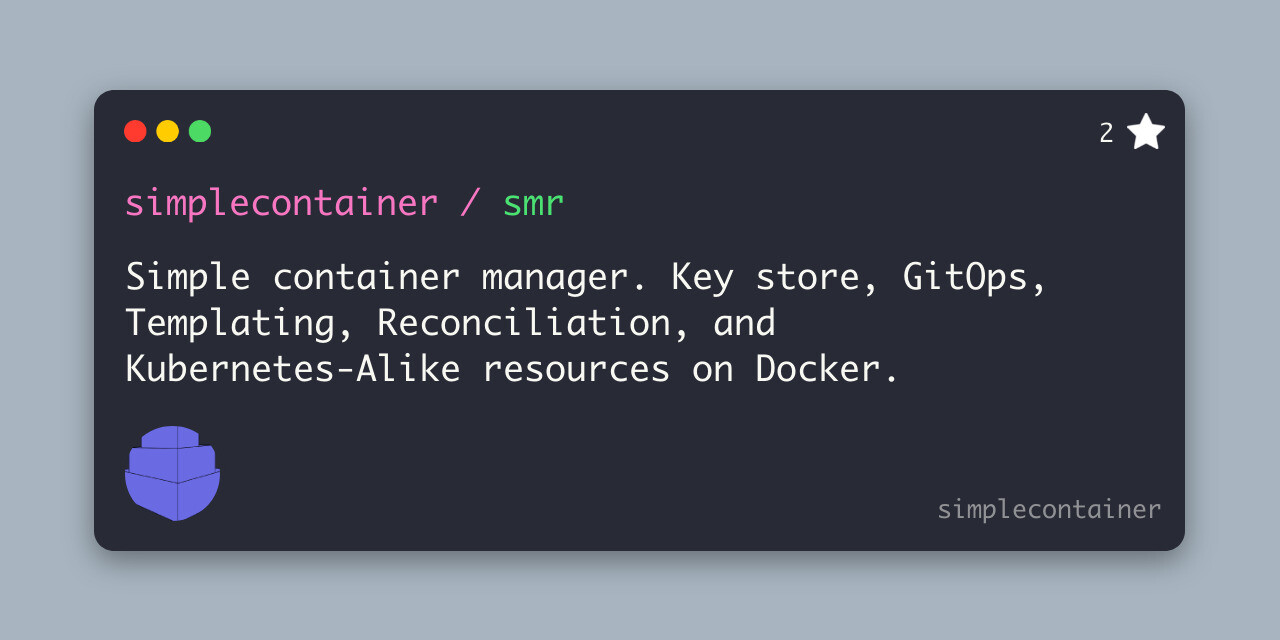 2
simplecontainer / smr
Simple container manager. Key store, GitOps,
Templating, Reconciliation, and
Kubernetes-Alike resources on Docker.
simplecontainer